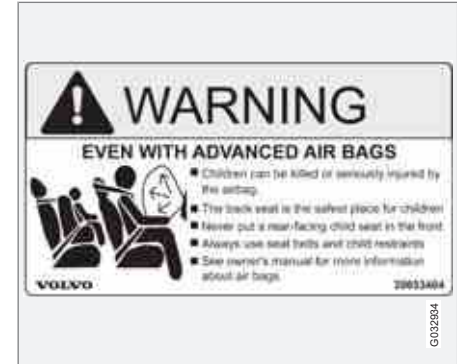 WARNING
EVEN WITH ADVANCED AIR BAGS
■ Children can be killed or seriously injured by
the airbag.
■ The back seat is the safest place for children
■ Never put a rear-facing child seat in the front
■ Always use seat belts and child restraints
■ See owner's manual for more information
about air bags
VOLVO
G032934